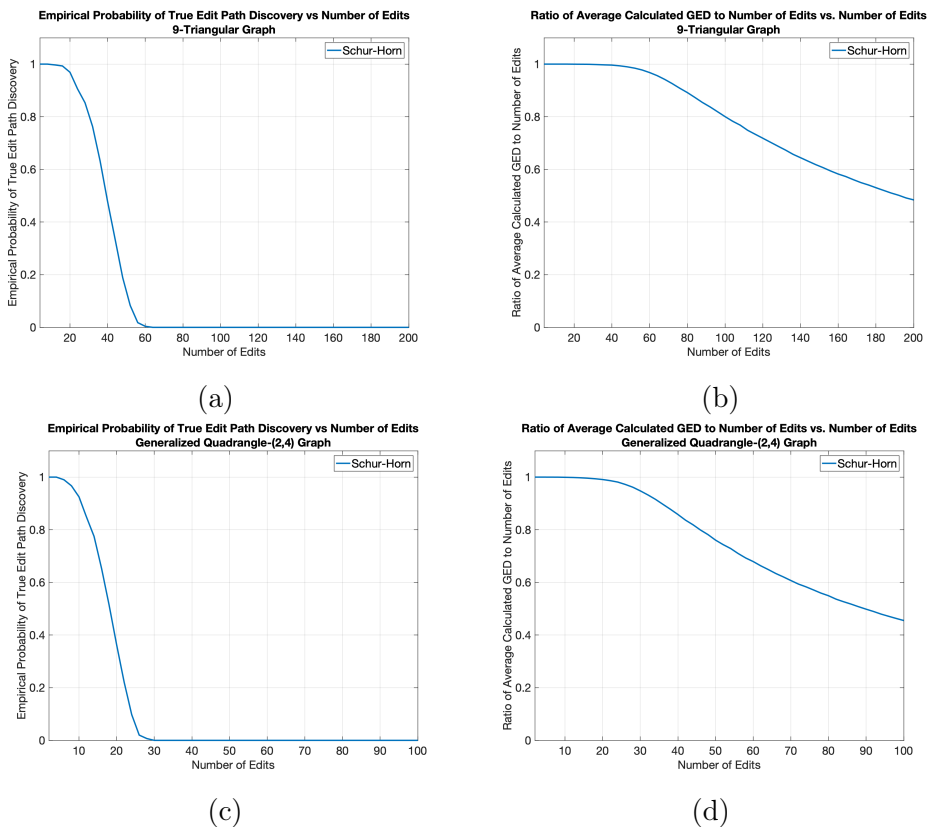 Empirical Probability of True Edit Path Discovery vs Number of Edits
9-Triangular Graph
Schur-Horn
Empirical Probability of True Edit Path Discovery
1
0.8
0.6
0.4
0.2
0
20 40 60 80 100 120 140 160 180 200
Number of Edits
(a)
Ratio of Average Calculated GED to Number of Edits vs. Number of Edits
9-Triangular Graph
Schur-Horn
Ratio of Average Calculated GED to Number of Edits
1
0.8
0.6
0.4
0.2
0
20 40 60 80 100 120 140 160 180 200
Number of Edits
(b)
Empirical Probability of True Edit Path Discovery vs Number of Edits
Generalized Quadrangle-(2,4) Graph
Schur-Horn
Empirical Probability of True Edit Path Discovery
1
0.8
0.6
0.4
0.2
0
10 20 30 40 50 60 70 80 90 100
Number of Edits
(c)
Ratio of Average Calculated GED to Number of Edits vs. Number of Edits
Generalized Quadrangle-(2,4) Graph
Schur-Horn
Ratio of Average Calculated GED to Number of Edits
1
0.8
0.6
0.4
0.2
0
10 20 30 40 50 60 70 80 90 100
Number of Edits
(d)